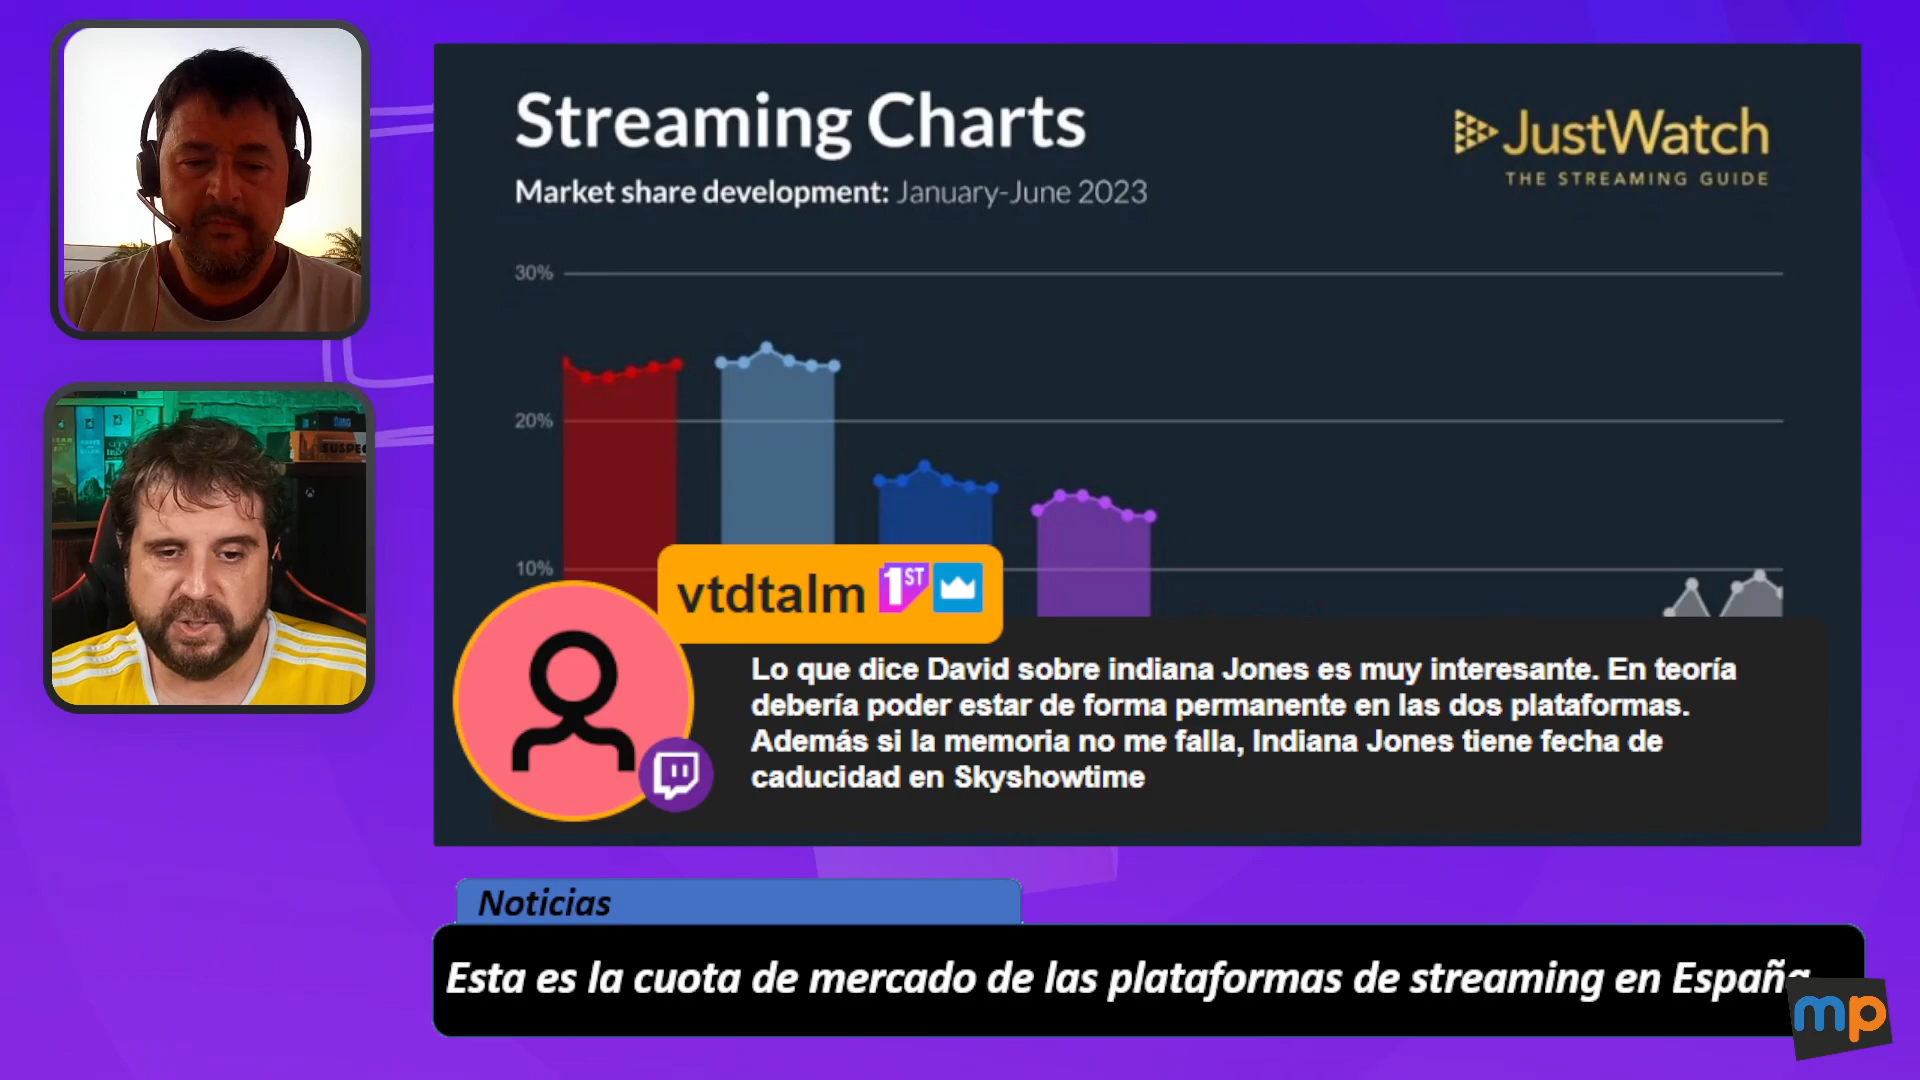 Streaming Charts
JustWatch
THE STREAMING GUIDE
Market share development: January-June 2023
30%
20%
10%
SUSPE
vtdtalm 1ST
Lo que dice David sobre indiana Jones es muy interesante. En teoría
debería poder estar de forma permanente en las dos plataformas.
Además si la memoria no me falla, Indiana Jones tiene fecha de
caducidad en Skyshowtime
Noticias
Esta es la cuota de mercado de las plataformas de streaming en España
mp